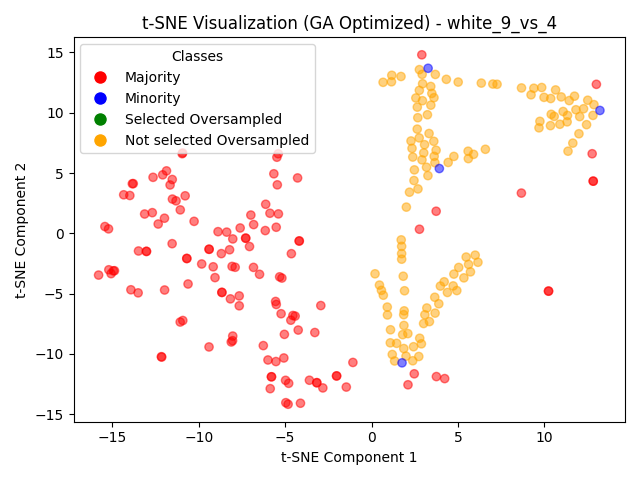 t-SNE Visualization (GA Optimized) - white_9_vs_4
Classes
Majority
Minority
Selected Oversampled
Not selected Oversampled
t-SNE Component 2
15
10
5
0
−5
−10
−15
−15
−10
−5
0
5
10
t-SNE Component 1